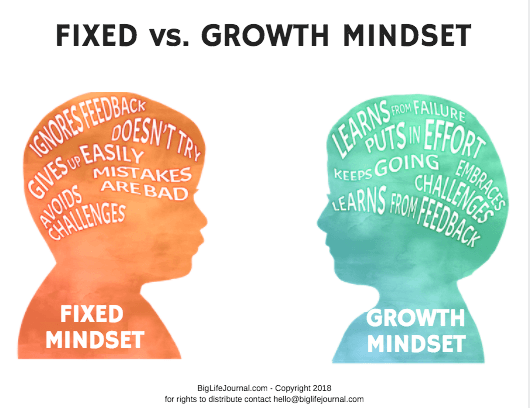 FIXED vs. GROWTH MINDSET
IGNORES FEEDBACK
DOESN'T TRY
GIVES UP EASILY
MISTAKES
ARE BAD
AVOIDS
CHALLENGES
FIXED
MINDSET
LEARNS FROM FAILURE
PUTS IN EFFORT
KEEPS GOING
EMBRACES
CHALLENGES
LEARNS FROM FEEDBACK
GROWTH
MINDSET
BigLifeJournal.com - Copyright 2018
for rights to distribute contact hello@biglifejournal.com